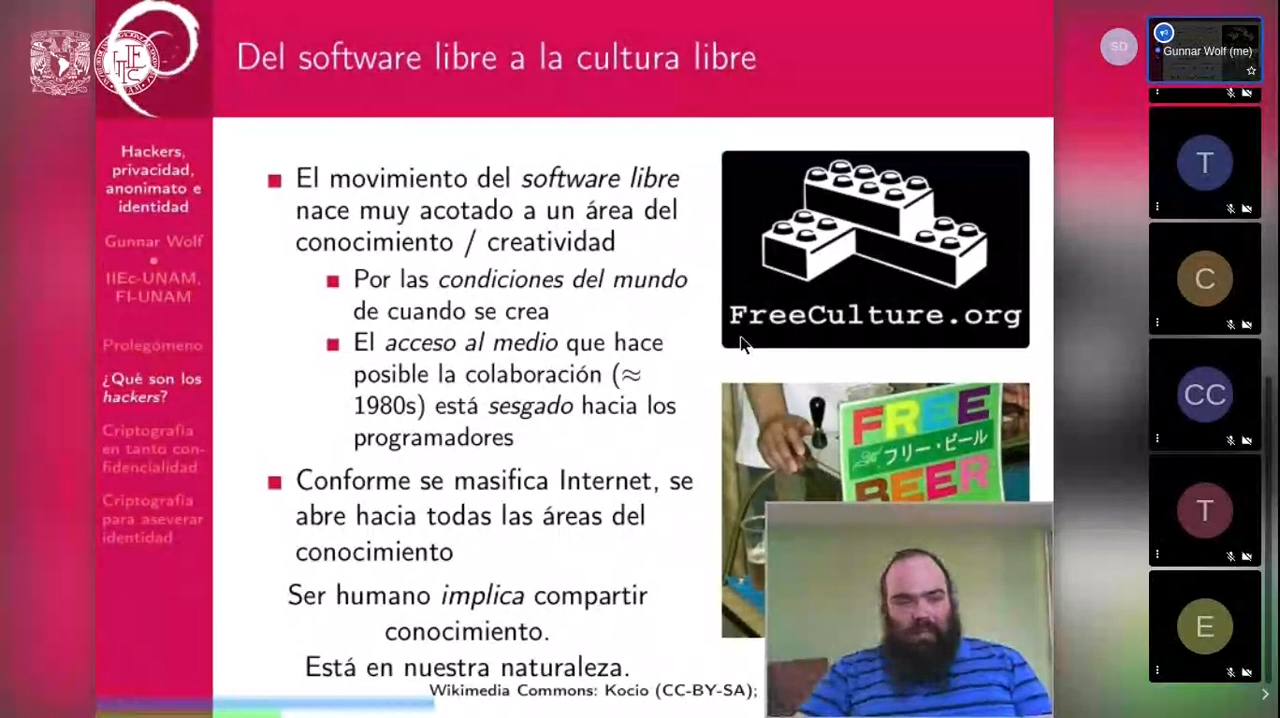 Del software libre a la cultura libre
Hackers,
privacidad,
anonimato e
identidad
Gunnar Wolf
IIEc-UNAM,
FI-UNAM
Prolegómeno
¿Qué son los
hackers?
Criptografía
en tanto con-
fidencialidad
Criptografía
para aseverar
identidad
El movimiento del software libre
nace muy acotado a un área del
conocimiento / creatividad
Por las condiciones del mundo
de cuando se crea
El acceso al medio que hace
posible la colaboración (≈
1980s) está sesgado hacia los
programadores
Conforme se masifica Internet, se
abre hacia todas las áreas del
conocimiento
Ser humano implica compartir
conocimiento.
Está en nuestra naturaleza.
FreeCulture.org
FREE
フリー・ビール
BEER
Wikimedia Commons: Kocio (CC-BY-SA);
SD
Gunnar Wolf (me)
T
C
CC
T
E